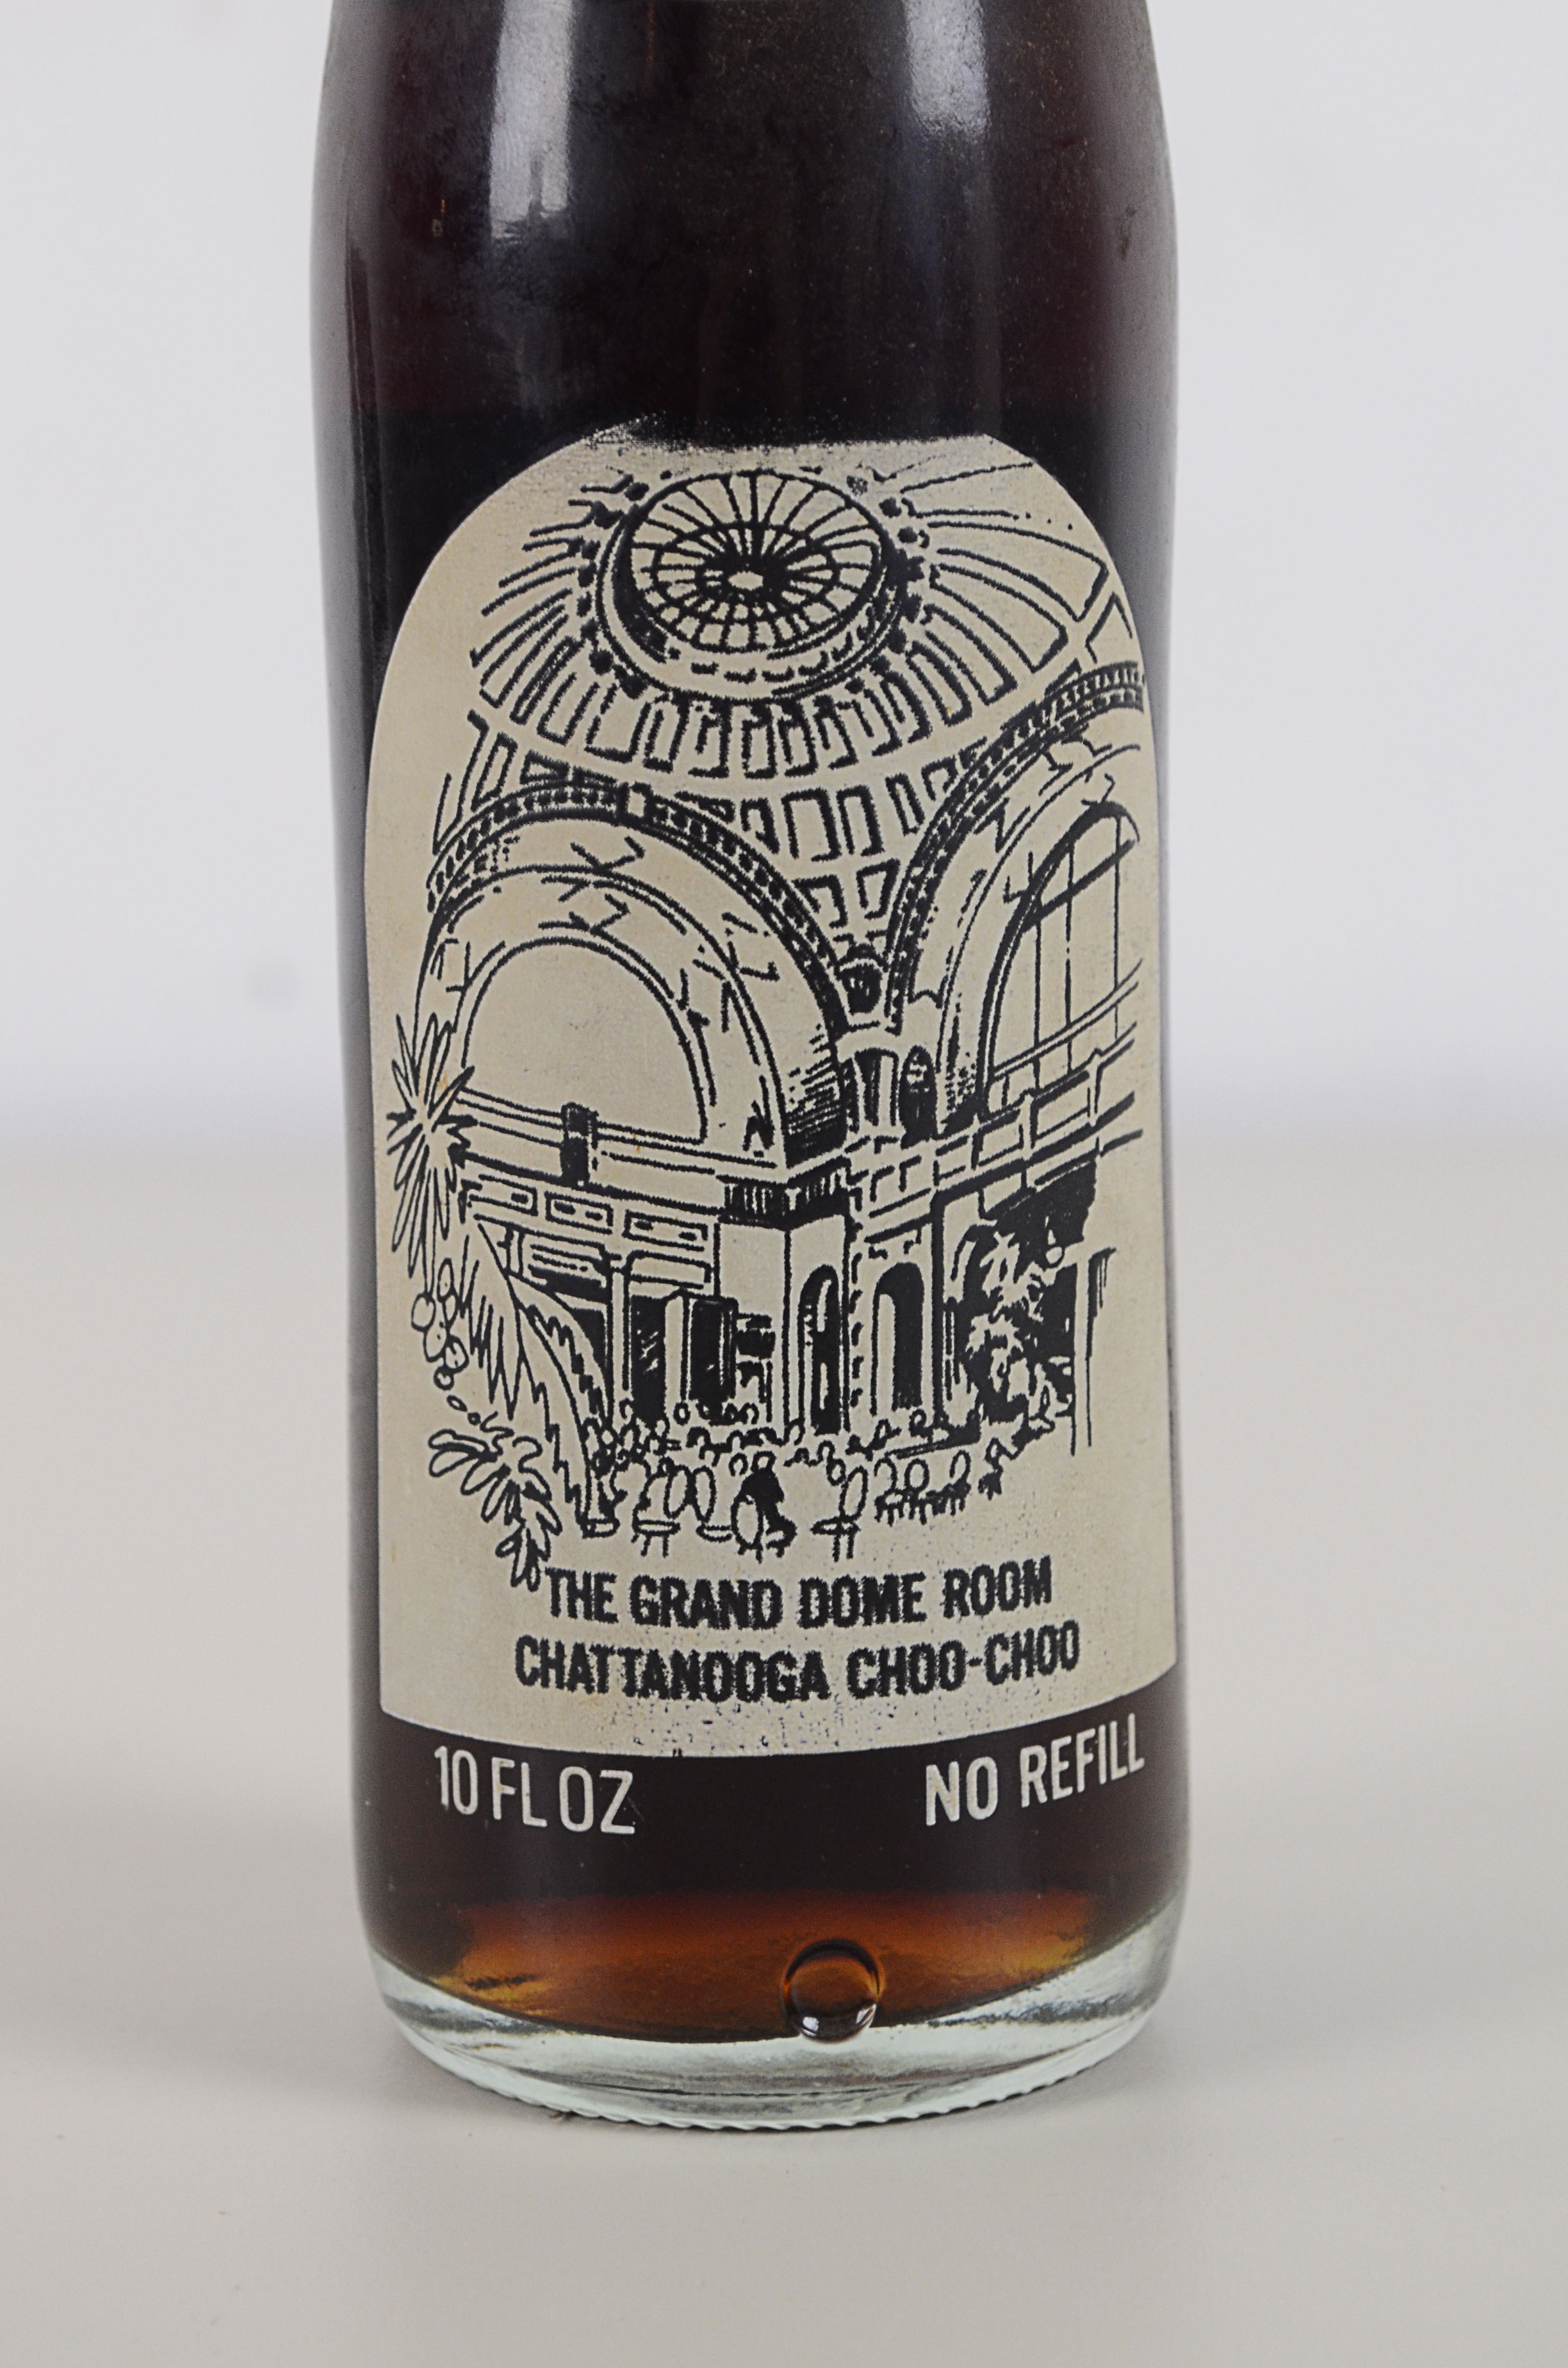 THE GRAND DOME ROOM
CHATTANOOGA CHOO-CHOO
10 FL OZ NO REFILL